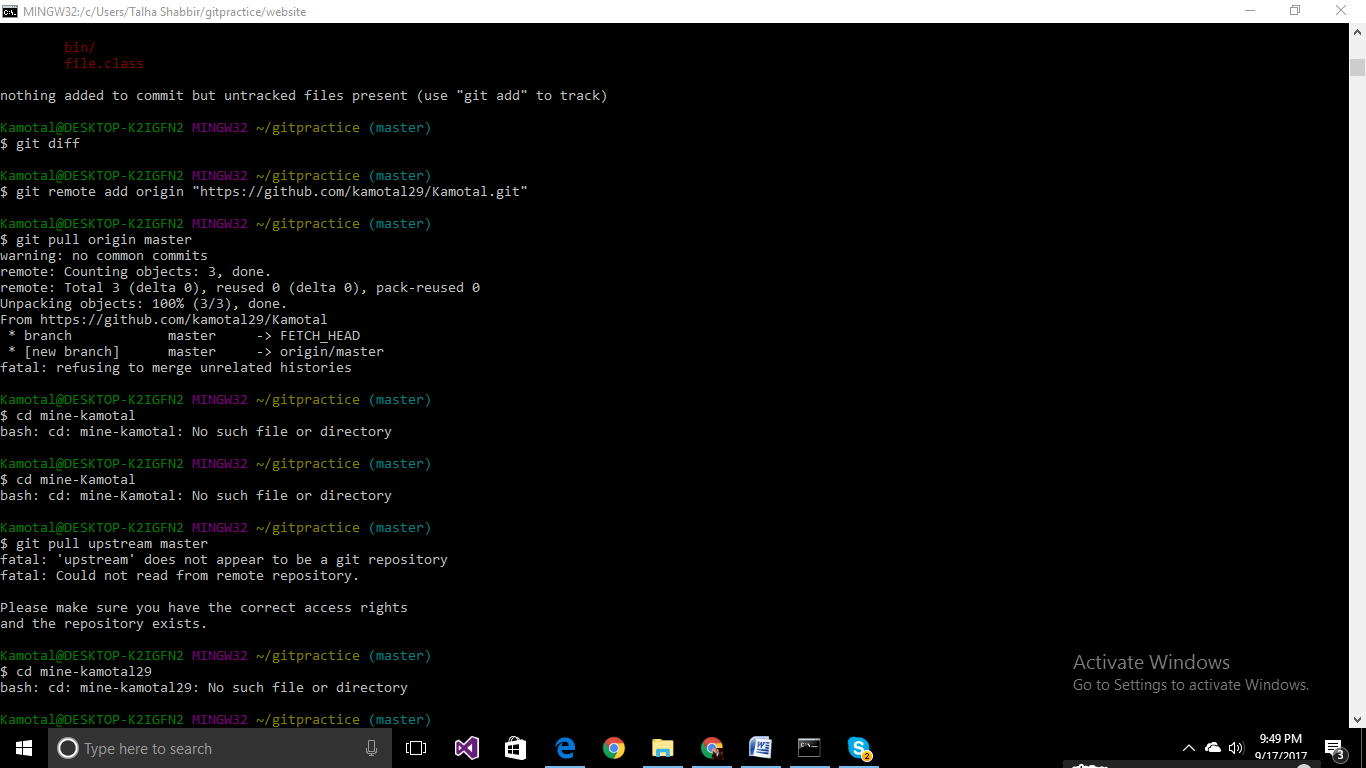 MINGW32:/c/Users/Talha Shabbir/gitpractice/website
bin/
file.class
nothing added to commit but untracked files present (use "git add" to track)
Kamotal@DESKTOP-K2IGFN2 MINGW32 ~/gitpractice (master)
$ git diff
Kamotal@DESKTOP-K2IGFN2 MINGW32 ~/gitpractice (master)
$ git remote add origin "https://github.com/kamotal29/Kamotal.git"
Kamotal@DESKTOP-K2IGFN2 MINGW32 ~/gitpractice (master)
$ git pull origin master
warning: no common commits
remote: Counting objects: 3, done.
remote: Total 3 (delta 0), reused 0 (delta 0), pack-reused 0
Unpacking objects: 100% (3/3), done.
From https://github.com/kamotal29/Kamotal
 * branch            master     -> FETCH_HEAD
 * [new branch]      master     -> origin/master
fatal: refusing to merge unrelated histories
Kamotal@DESKTOP-K2IGFN2 MINGW32 ~/gitpractice (master)
$ cd mine-kamotal
bash: cd: mine-kamotal: No such file or directory
Kamotal@DESKTOP-K2IGFN2 MINGW32 ~/gitpractice (master)
$ cd mine-Kamotal
bash: cd: mine-Kamotal: No such file or directory
Kamotal@DESKTOP-K2IGFN2 MINGW32 ~/gitpractice (master)
$ git pull upstream master
fatal: 'upstream' does not appear to be a git repository
fatal: Could not read from remote repository.
Please make sure you have the correct access rights
and the repository exists.
Kamotal@DESKTOP-K2IGFN2 MINGW32 ~/gitpractice (master)
$ cd mine-kamotal29
bash: cd: mine-kamotal29: No such file or directory
Kamotal@DESKTOP-K2IGFN2 MINGW32 ~/gitpractice (master)
Activate Windows
Go to Settings to activate Windows.
Type here to search
2
9:49 PM
9/17/2017
3